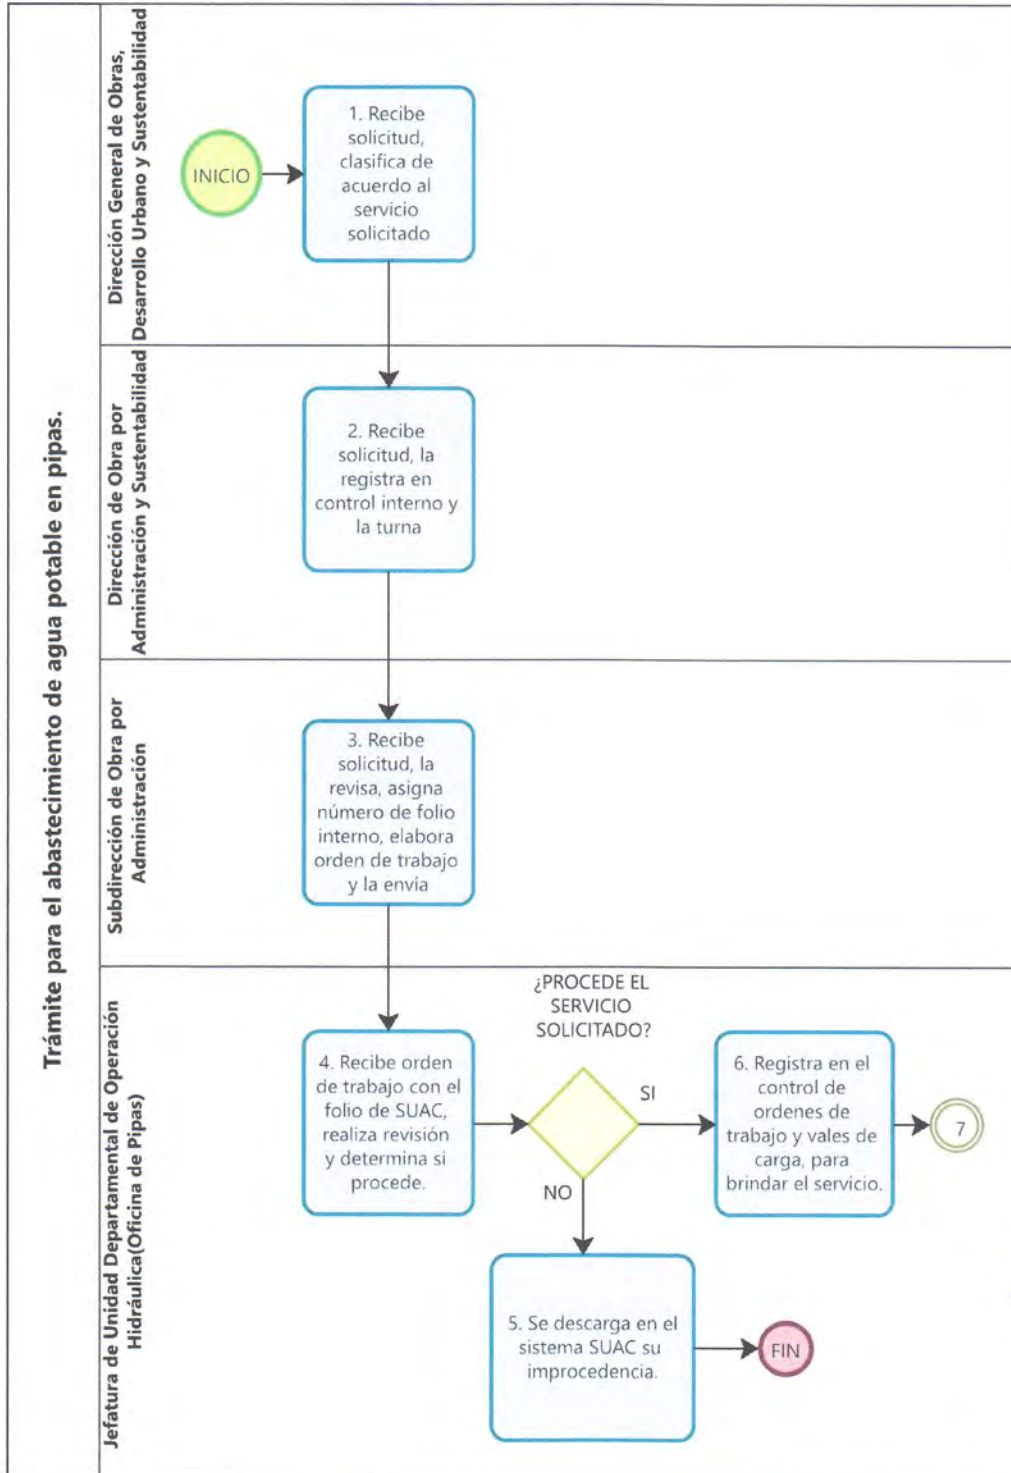 Trámite para el abastecimiento de agua potable en pipas.
Dirección General de Obras,
Desarrollo Urbano y Sustentabilidad
INICIO
1. Recibe
solicitud,
clasifica de
acuerdo al
servicio
solicitado
Dirección de Obra por
Administración y Sustentabilidad
2. Recibe
solicitud, la
registra en
control interno y
la turna
Subdirección de Obra por
Administración
3. Recibe
solicitud, la
revisa, asigna
número de folio
interno, elabora
orden de trabajo
y la envía
Jefatura de Unidad Departamental de Operación
Hidráulica(Oficina de Pipas)
4. Recibe orden
de trabajo con el
folio de SUAC,
realiza revisión
y determina si
procede.
¿PROCEDE EL
SERVICIO
SOLICITADO?
SI
NO
6. Registra en el
control de
ordenes de
trabajo y vales de
carga, para
brindar el servicio.
7
5. Se descarga en el
sistema SUAC su
improcedencia.
FIN